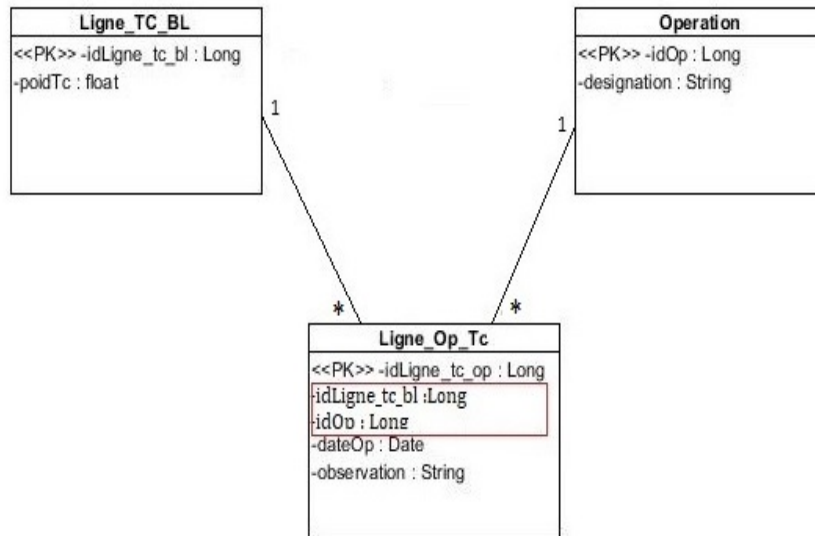 Ligne_TC_BL
<<PK>> -idLigne_tc_bl : Long
-poidTc : float
Operation
<<PK>> -idOp : Long
-designation : String
1
1
*
*
Ligne_Op_Tc
<<PK>> -idLigne_tc_op : Long
-idLigne_tc_bl :Long
-idOp : Long
-dateOp : Date
-observation : String